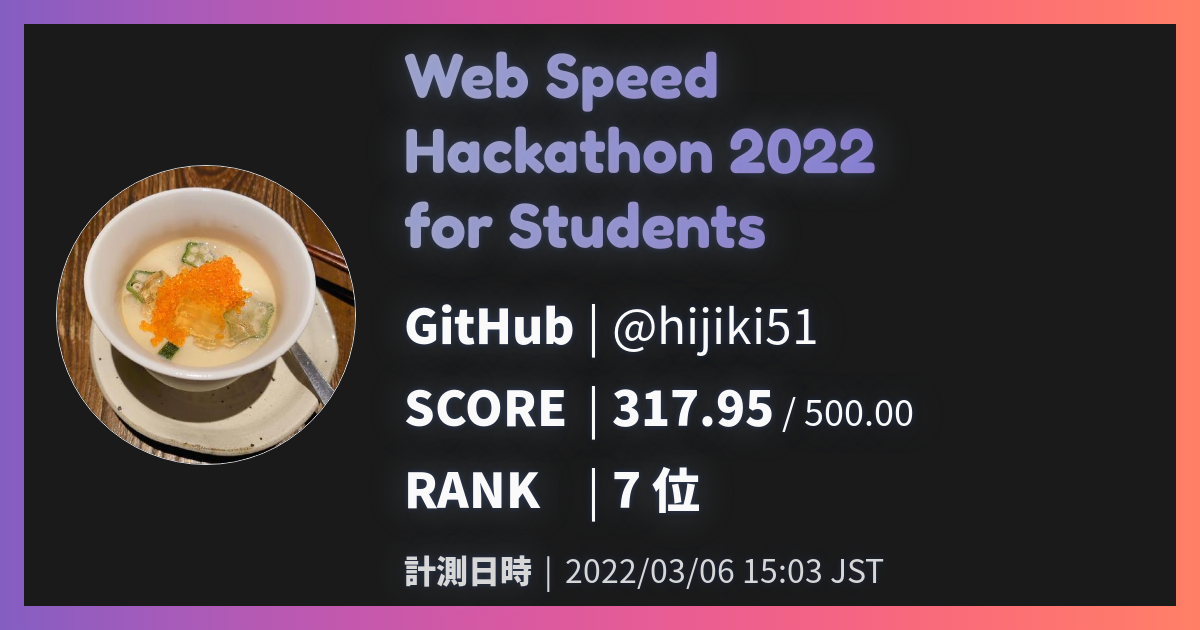 Web Speed
Hackathon 2022
for Students
GitHub | @hijiki51
SCORE | 317.95 / 500.00
RANK | 7 位
計測日時 | 2022/03/06 15:03 JST